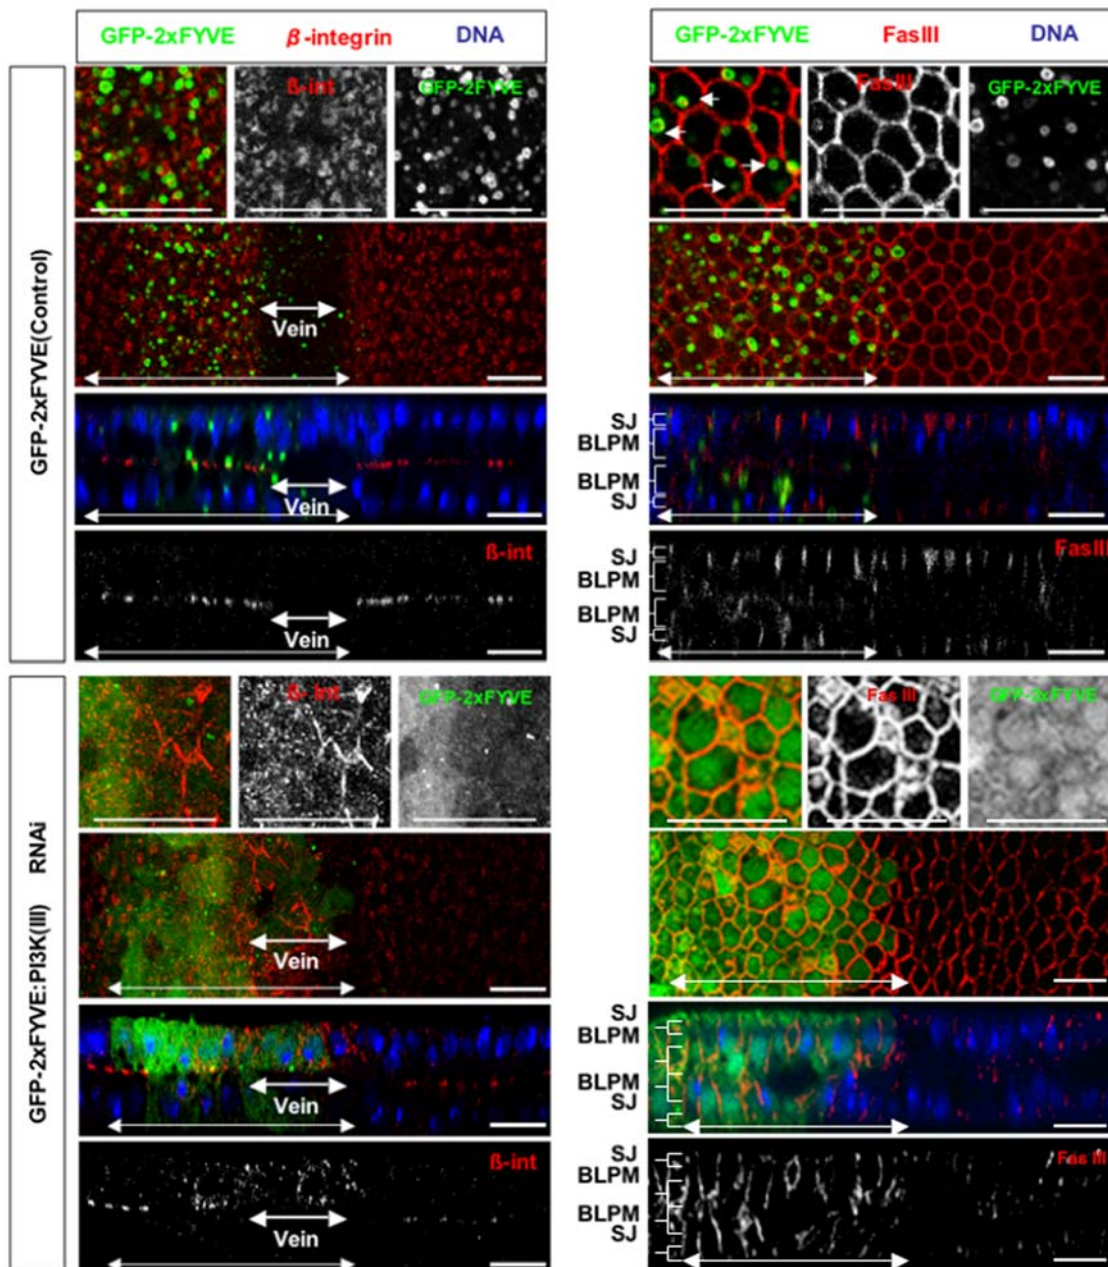 GFP-2xFYVE β-integrin DNA
GFP-2xFYVE FasIII DNA
GFP-2xFYVE(Control)
ß-int
GFP-2FYVE
Fas III
GFP-2xFYVE
Vein
Vein
SJ
BLPM
BLPM
SJ
ß-int
Vein
FasIII
SJ
BLPM
BLPM
SJ
GFP-2xFYVE:PI3K(III) RNAi
ß- Int
GFP-2xFYVE
Fas III
GFP-2xFYVE
Vein
Vein
SJ
BLPM
BLPM
SJ
ß-int
Vein
Fas III
SJ
BLPM
BLPM
SJ